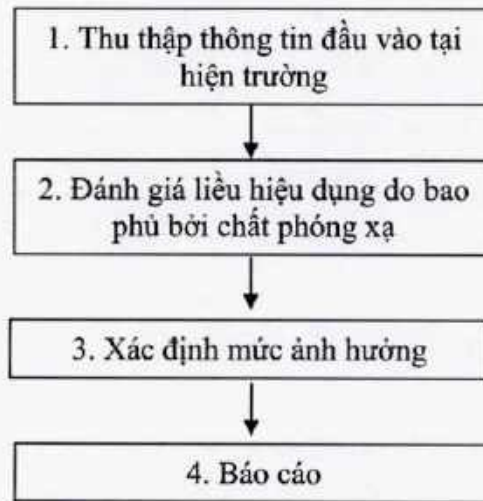 1. Thu thập thông tin đầu vào tại
hiện trường
2. Đánh giá liều hiệu dụng do bao
phủ bởi chất phóng xạ
3. Xác định mức ảnh hưởng
4. Báo cáo